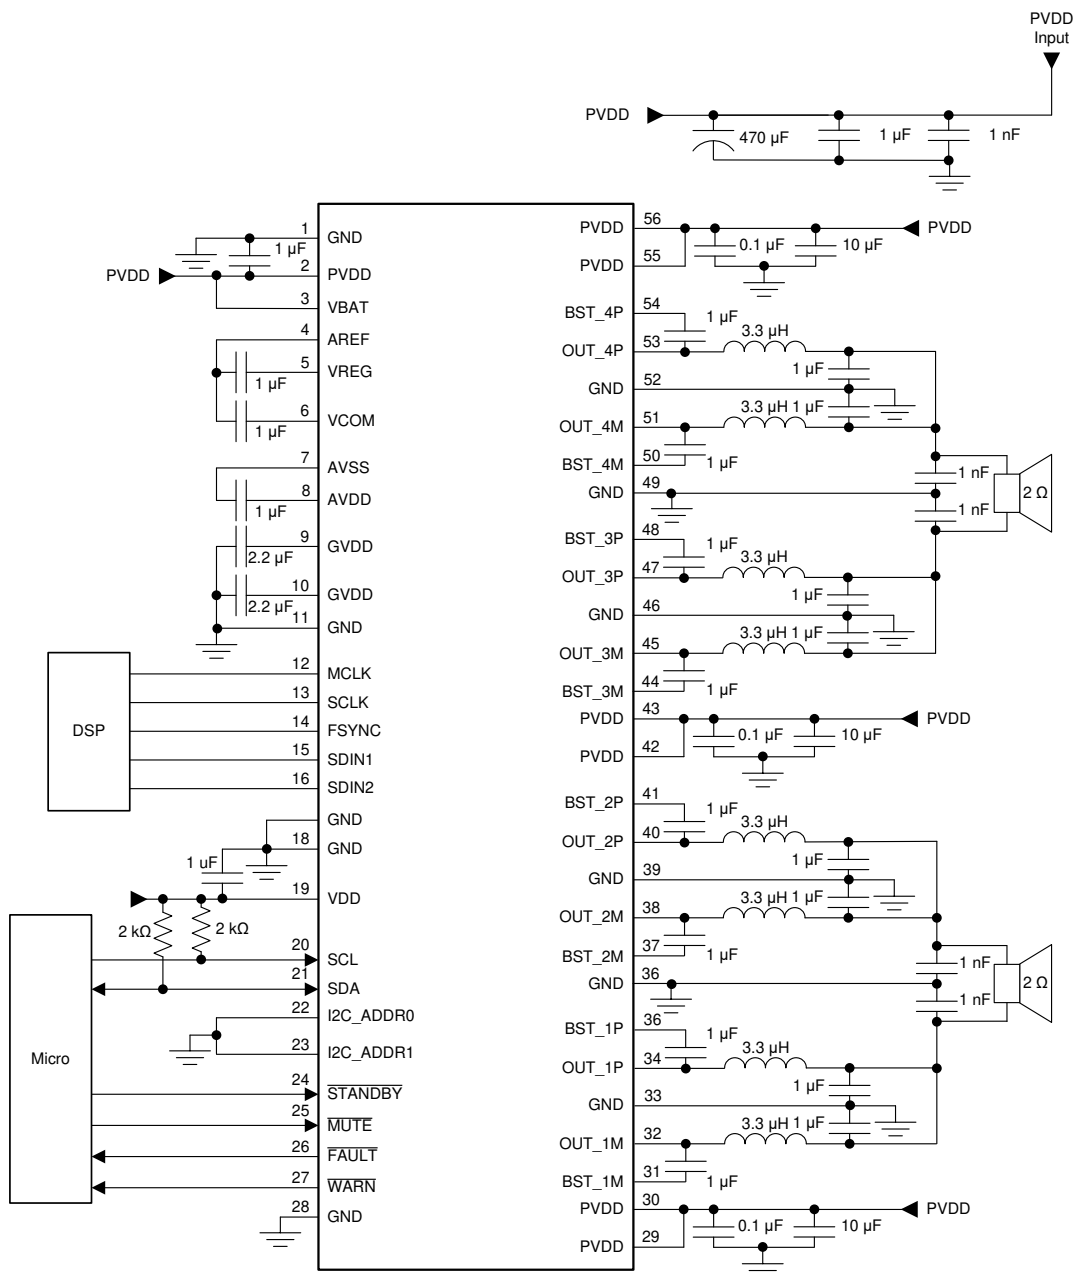 PVDD
Input
PVDD
470 µF
1 µF
1 nF
1
GND
1 µF
PVDD
2
PVDD
3
VBAT
4
AREF
5
VREG
1 µF
6
VCOM
1 µF
7
AVSS
8
AVDD
1 µF
9
GVDD
2.2 µF
10
GVDD
2.2 µF
11
GND
DSP
12
MCLK
13
SCLK
14
FSYNC
15
SDIN1
16
SDIN2
GND
18
GND
1 uF
19
VDD
2 kΩ
2 kΩ
Micro
20
SCL
21
SDA
22
I2C_ADDR0
23
I2C_ADDR1
24
STANDBY
25
MUTE
26
FAULT
27
WARN
28
GND
PVDD
56
PVDD
0.1 µF
10 µF
PVDD
55
BST_4P
54
1 µF
3.3 µH
OUT_4P
53
1 µF
GND
52
3.3 µH
1 µF
OUT_4M
51
BST_4M
50
1 µF
1 nF
GND
49
2 Ω
1 nF
BST_3P
48
1 µF
3.3 µH
OUT_3P
47
1 µF
GND
46
3.3 µH
1 µF
OUT_3M
45
BST_3M
44
1 µF
PVDD
43
PVDD
0.1 µF
10 µF
PVDD
42
BST_2P
41
1 µF
3.3 µH
OUT_2P
40
1 µF
GND
39
3.3 µH
1 µF
OUT_2M
38
BST_2M
37
1 µF
1 nF
GND
36
2 Ω
1 nF
BST_1P
36
1 µF
3.3 µH
OUT_1P
34
1 µF
GND
33
3.3 µH
1 µF
OUT_1M
32
BST_1M
31
1 µF
PVDD
30
PVDD
0.1 µF
10 µF
PVDD
29